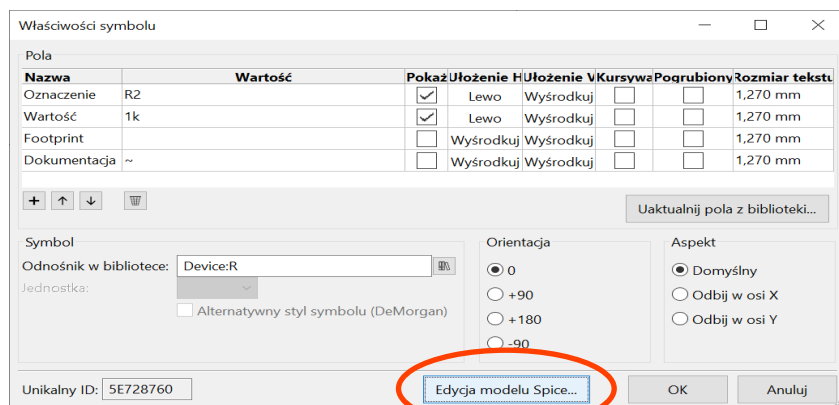 Właściwości symbolu
Pola
Nazwa Wartość Pokaż Ułożenie H Ułożenie V Kursywa Pogrubiony Rozmiar tekstu
Oznaczenie R2 Lewo Wyśrodkuj 1,270 mm
Wartość 1k Lewo Wyśrodkuj 1,270 mm
Footprint Wyśrodkuj Wyśrodkuj 1,270 mm
Dokumentacja ~ Wyśrodkuj Wyśrodkuj 1,270 mm
Uaktualnij pola z biblioteki...
Symbol Orientacja Aspekt
Odnośnik w bibliotece: Device:R 0 Domyślny
Jednostka: +90 Odbij w osi X
Alternatywny styl symbolu (DeMorgan) +180 Odbij w osi Y
-90
Unikalny ID: 5E728760 Edycja modelu Spice... OK Anuluj